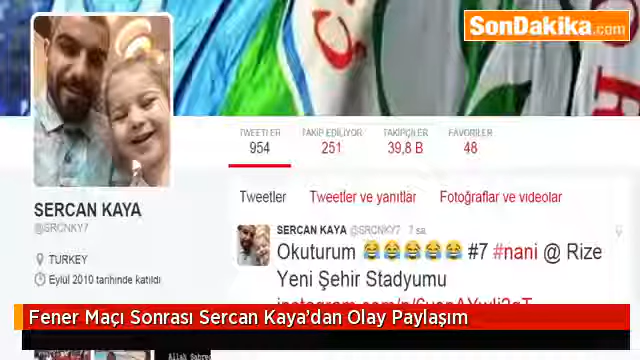 SonDakika.com
TWEETLER TAKİP EDİLİYOR TAKİPÇİLER FAVORİLER
954 251 39,8 B 48
Tweetler Tweetler ve yanıtlar Fotoğraflar ve videolar
SERCAN KAYA
@SRCNKY7
TURKEY
Eylül 2010 tarihinde katıldı
SERCAN KAYA @SRCNKY7 · 7 sa.
Okuturum 😂😂😂😂😂 #7 #nani @ Rize
Yeni Şehir Stadyumu
Fener Maçı Sonrası Sercan Kaya'dan Olay Paylaşım